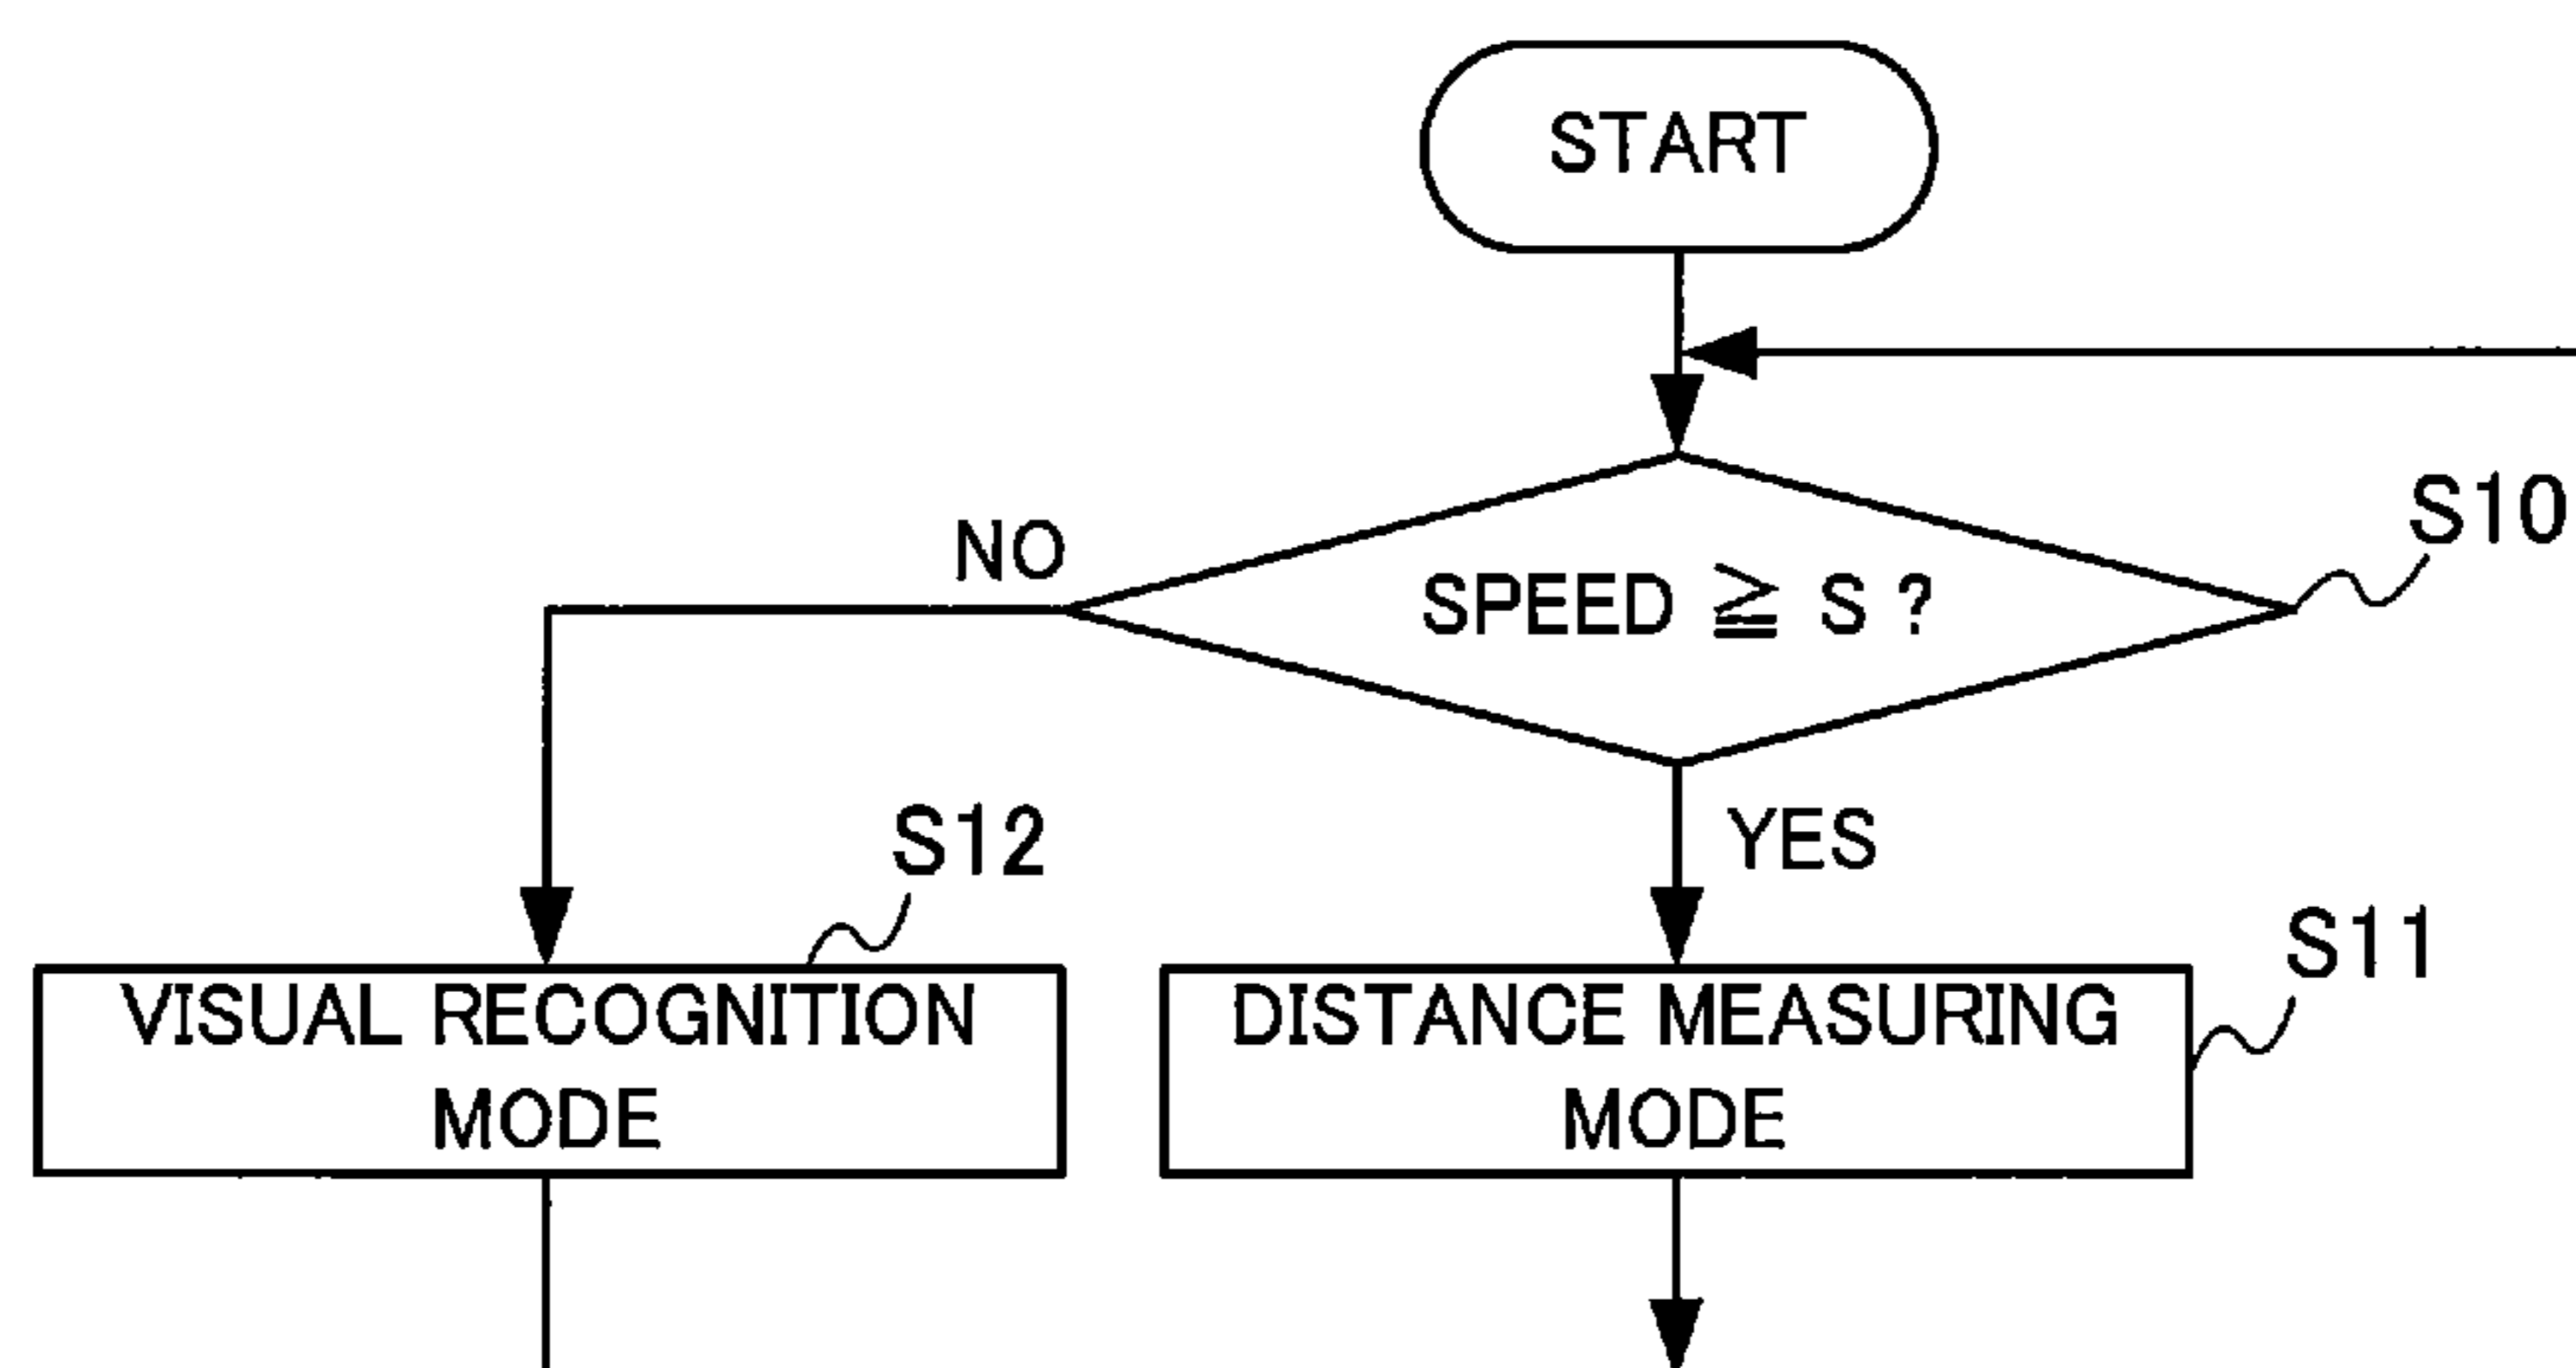 START
S10
NO
SPEED ≧ S ?
YES
S12
S11
VISUAL RECOGNITION
MODE
DISTANCE MEASURING
MODE